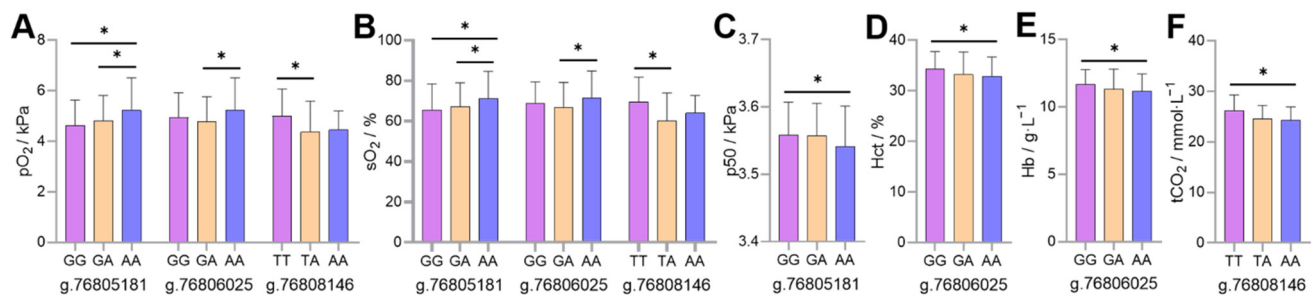 A
pO2 / kPa
8
6
4
2
0
*
*
*
*
GG GA AA GG GA AA TT TA AA
g.76805181 g.76806025 g.76808146
B
sO2 / %
100
80
60
40
20
0
*
*
*
*
GG GA AA GG GA AA TT TA AA
g.76805181 g.76806025 g.76808146
C
p50 / kPa
3.7
3.6
3.5
3.4
*
GG GA AA
g.76805181
D
Hct / %
40
30
20
10
0
*
GG GA AA
g.76806025
E
Hb / g·L−1
15
10
5
0
*
GG GA AA
g.76806025
F
tCO2 / mmol·L−1
40
30
20
10
0
*
TT TA AA
g.76808146